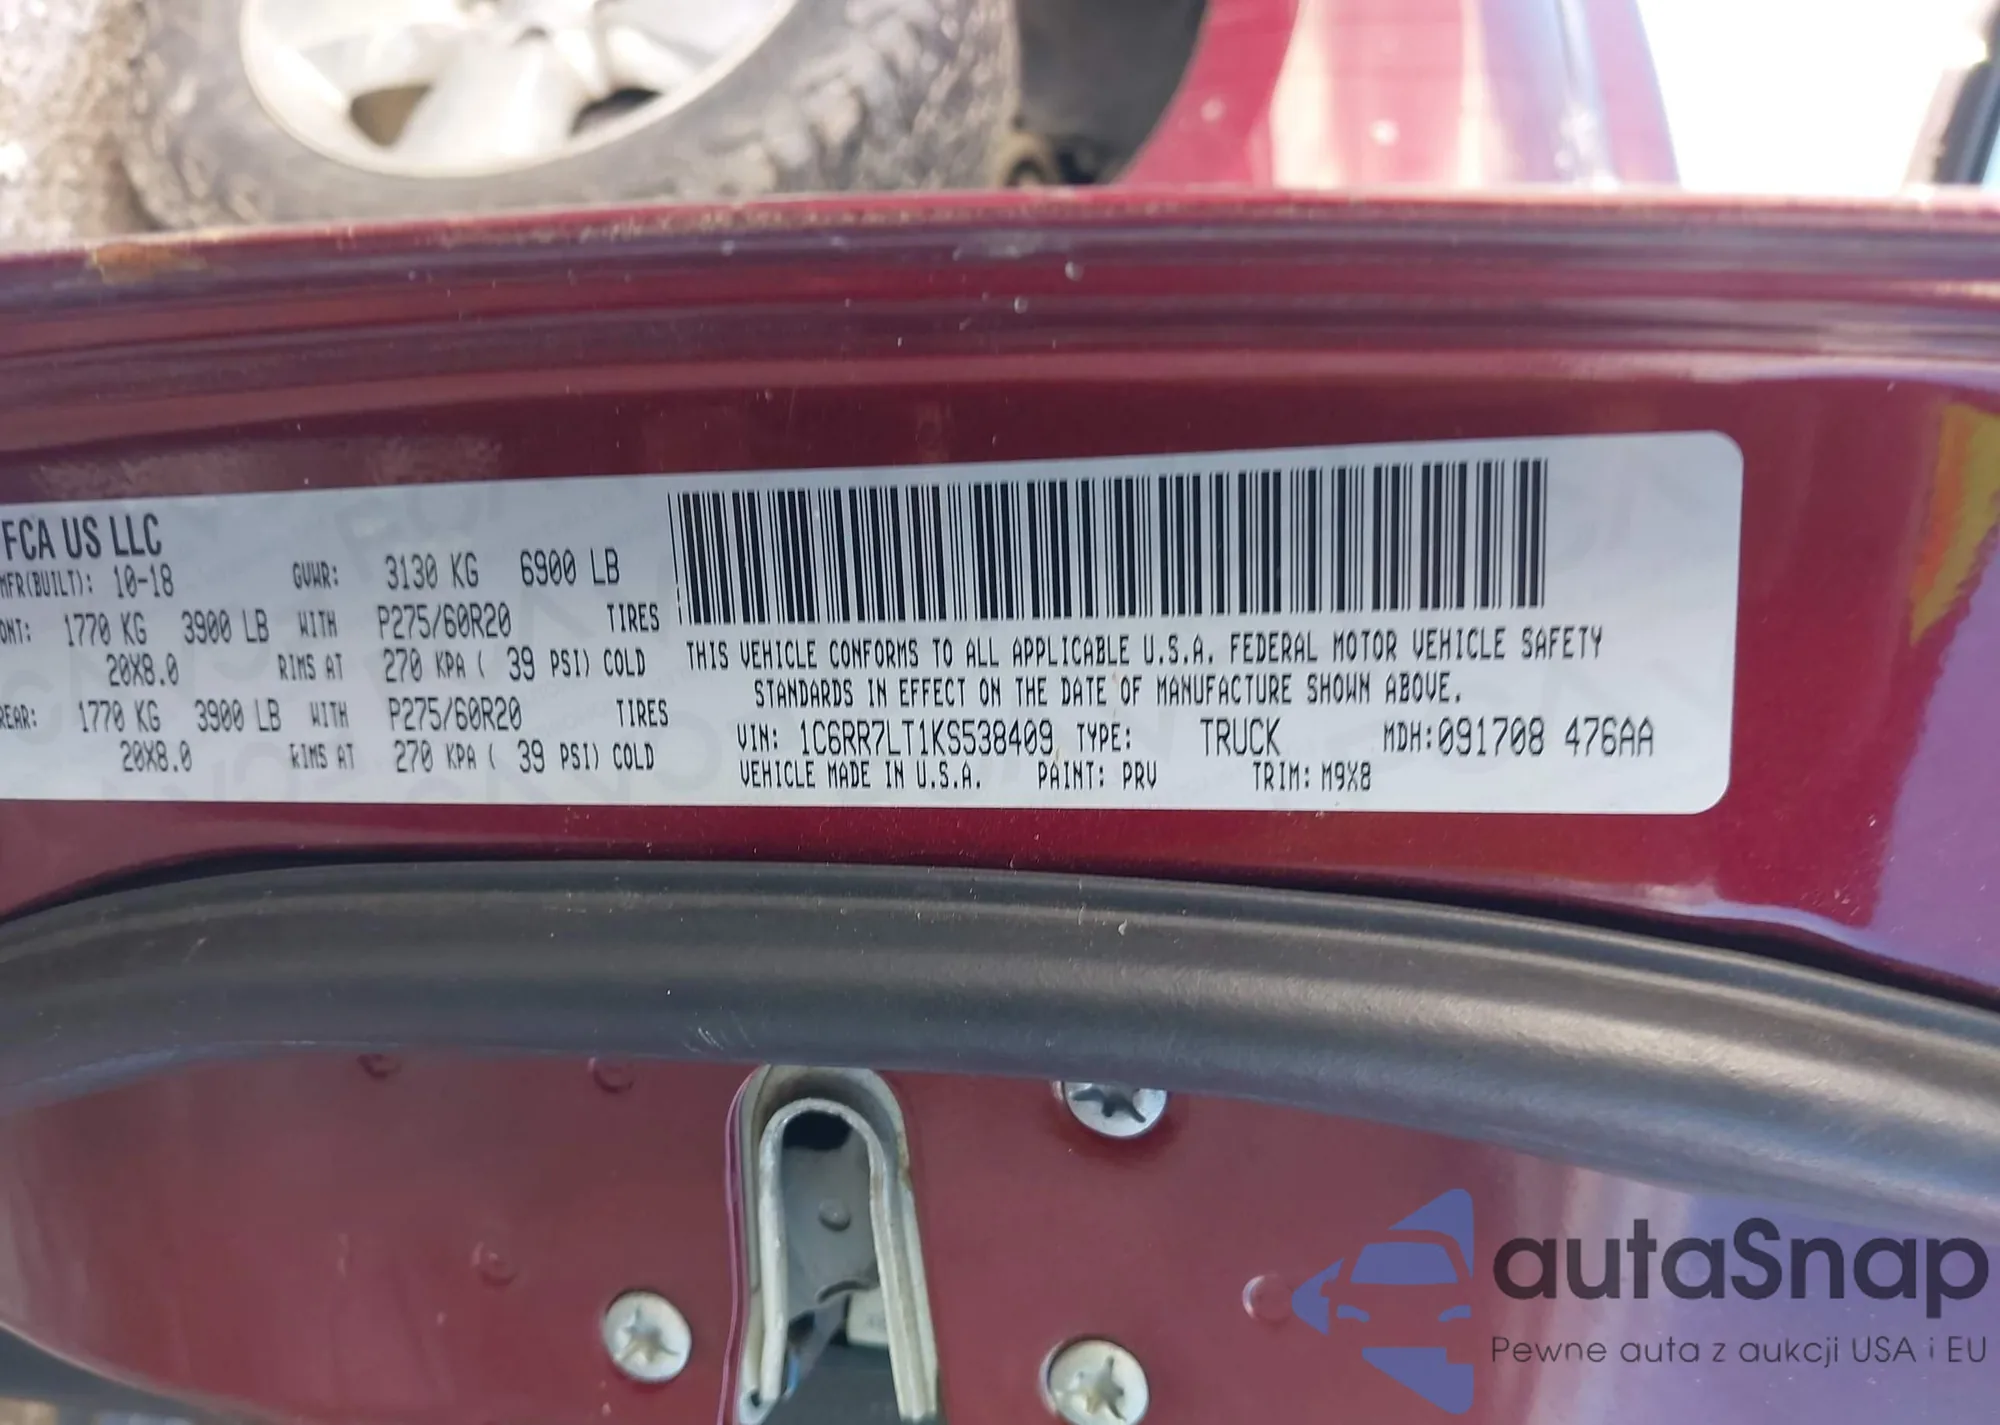 FCA US LLC
MFR(BUILT): 10-18 GVWR: 3130 KG 6900 LB
ONT: 1770 KG 3900 LB WITH P275/60R20 TIRES
20X8.0 RIMS AT 270 KPA ( 39 PSI) COLD
REAR: 1770 KG 3900 LB WITH P275/60R20 TIRES
20X8.0 RIMS AT 270 KPA ( 39 PSI) COLD
THIS VEHICLE CONFORMS TO ALL APPLICABLE U.S.A. FEDERAL MOTOR VEHICLE SAFETY
STANDARDS IN EFFECT ON THE DATE OF MANUFACTURE SHOWN ABOVE.
VIN: 1C6RR7LT1KS538409 TYPE: TRUCK MDH:091708 476AA
VEHICLE MADE IN U.S.A. PAINT: PRV TRIM: M9X8
autaSnap
Pewne auta z aukcji USA i EU